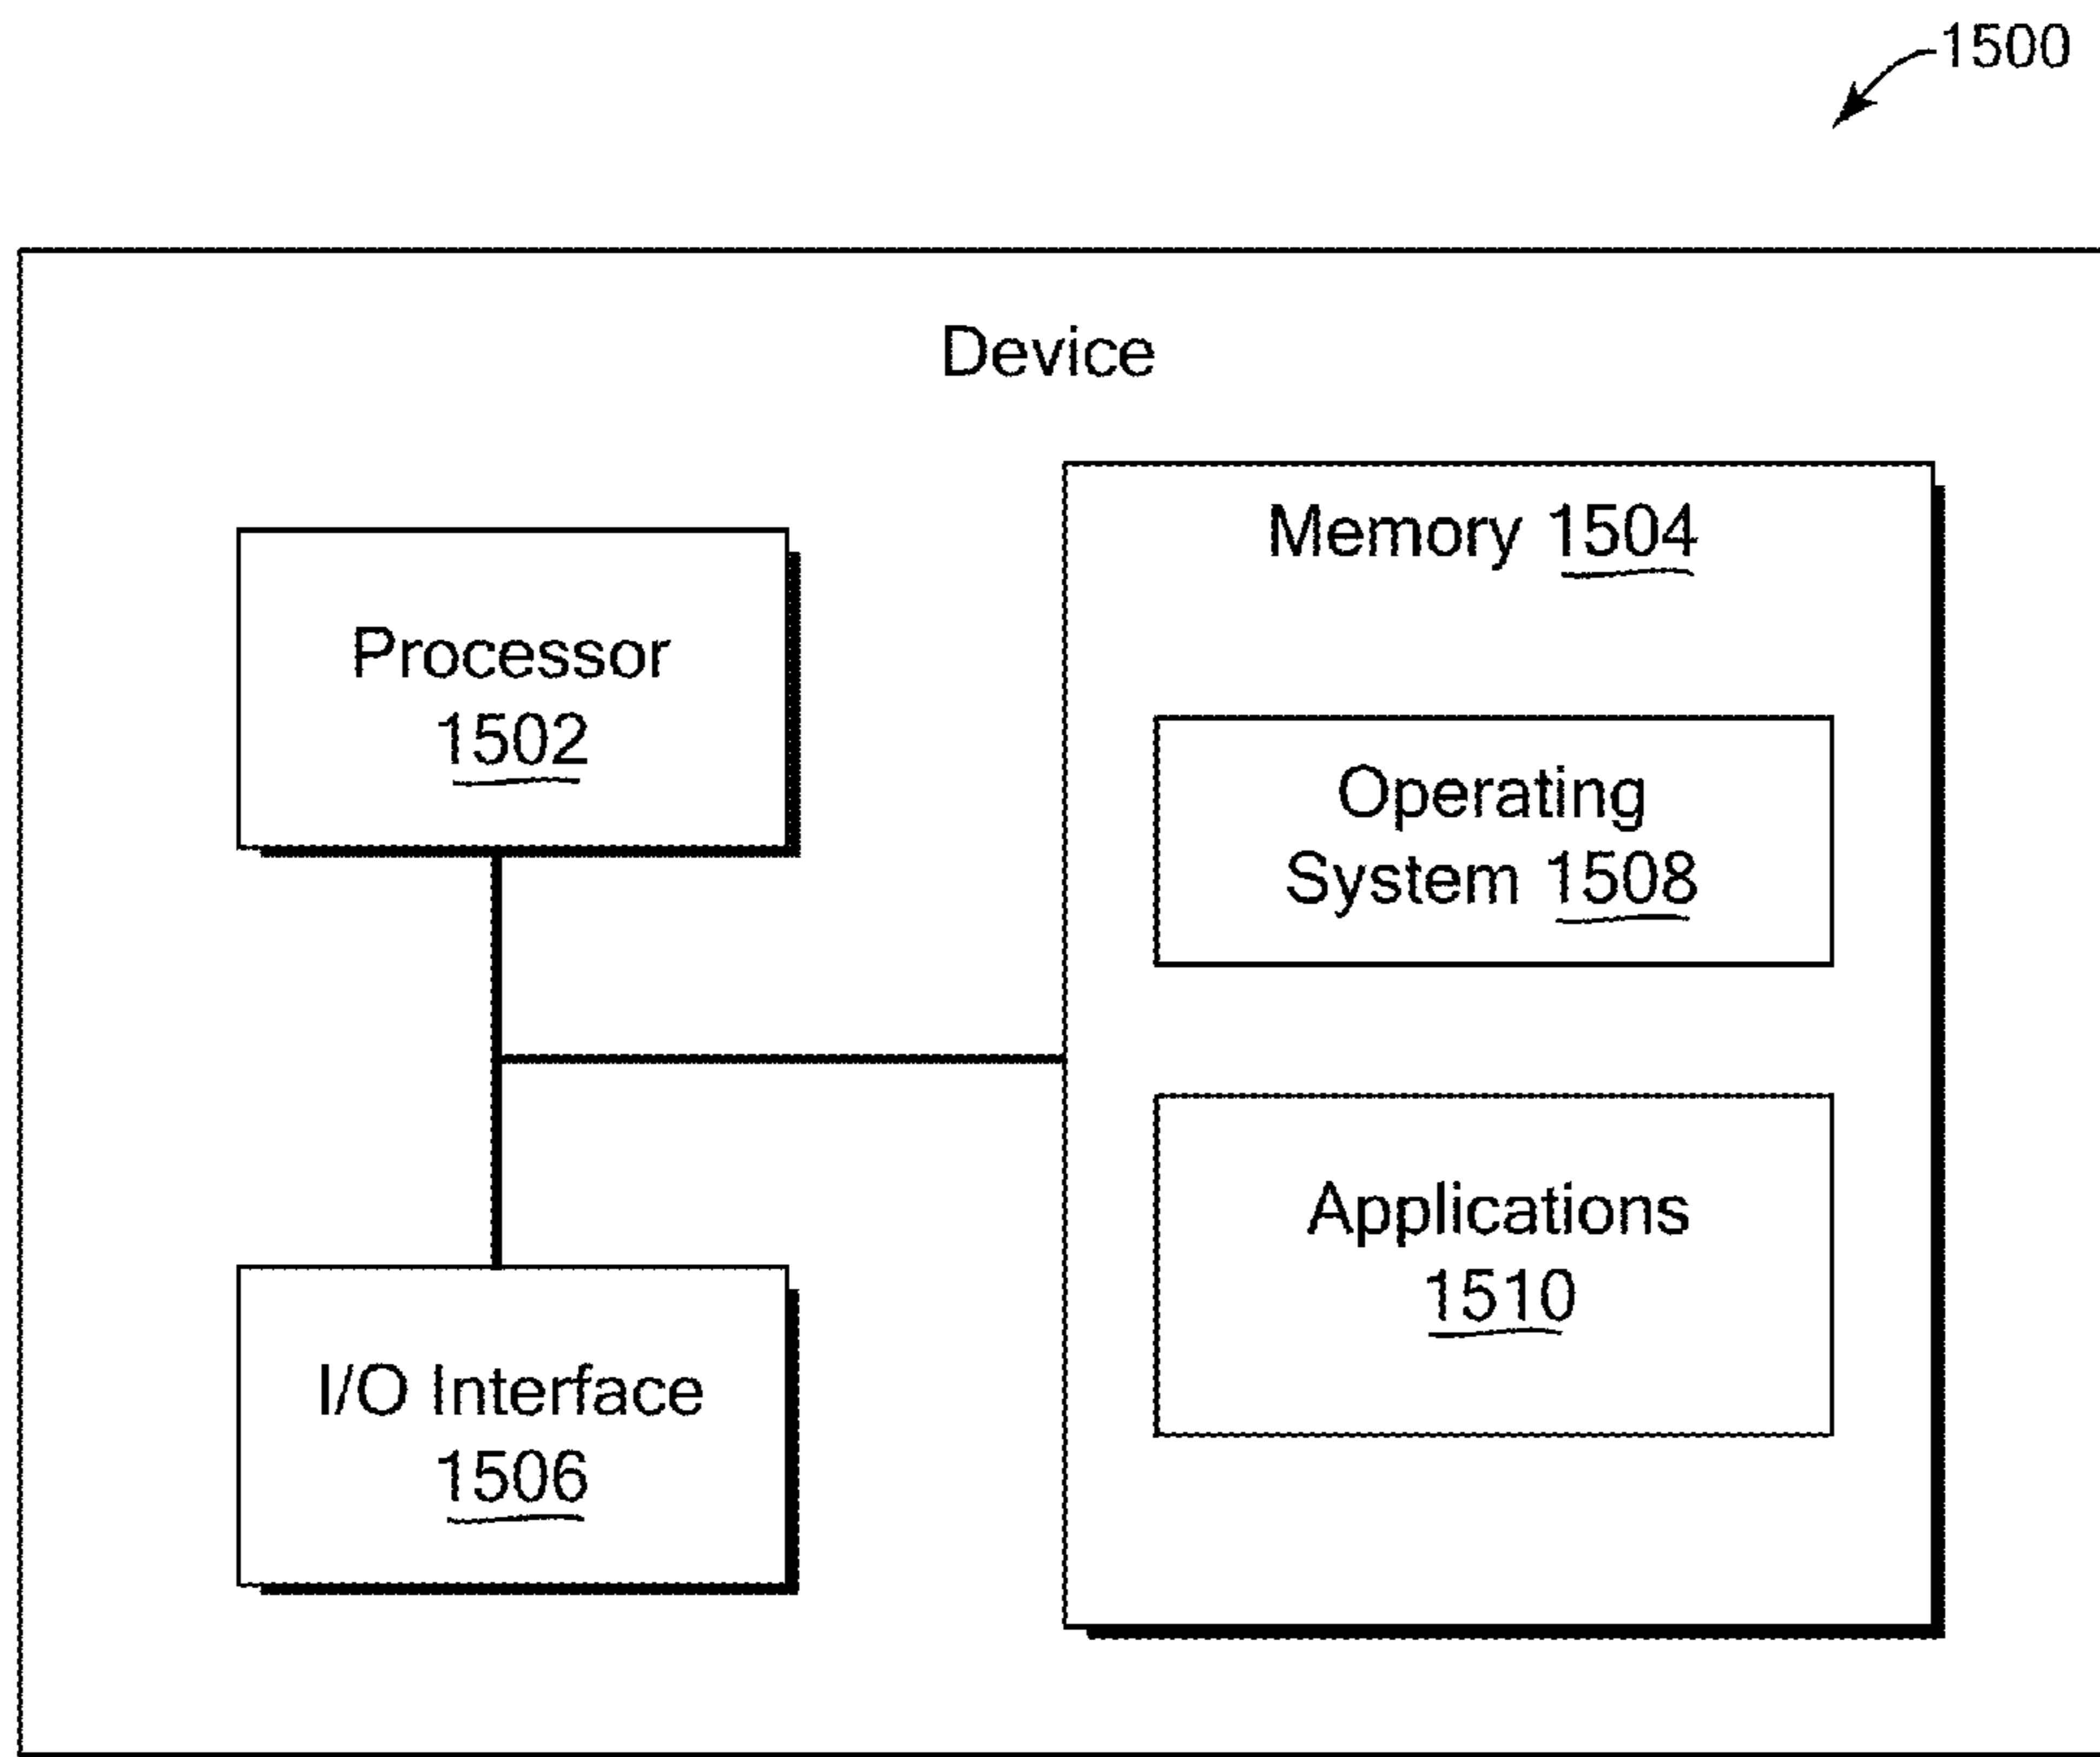 1500
Device
Memory 1504
Processor
1502
Operating
System 1508
Applications
1510
I/O Interface
1506